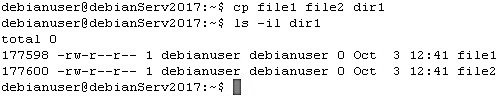 debianuser@debianServ2017:~$ cp file1 file2 dir1
debianuser@debianServ2017:~$ ls -il dir1
total 0
177598 -rw-r--r-- 1 debianuser debianuser 0 Oct  3 12:41 file1
177600 -rw-r--r-- 1 debianuser debianuser 0 Oct  3 12:41 file2
debianuser@debianServ2017:~$